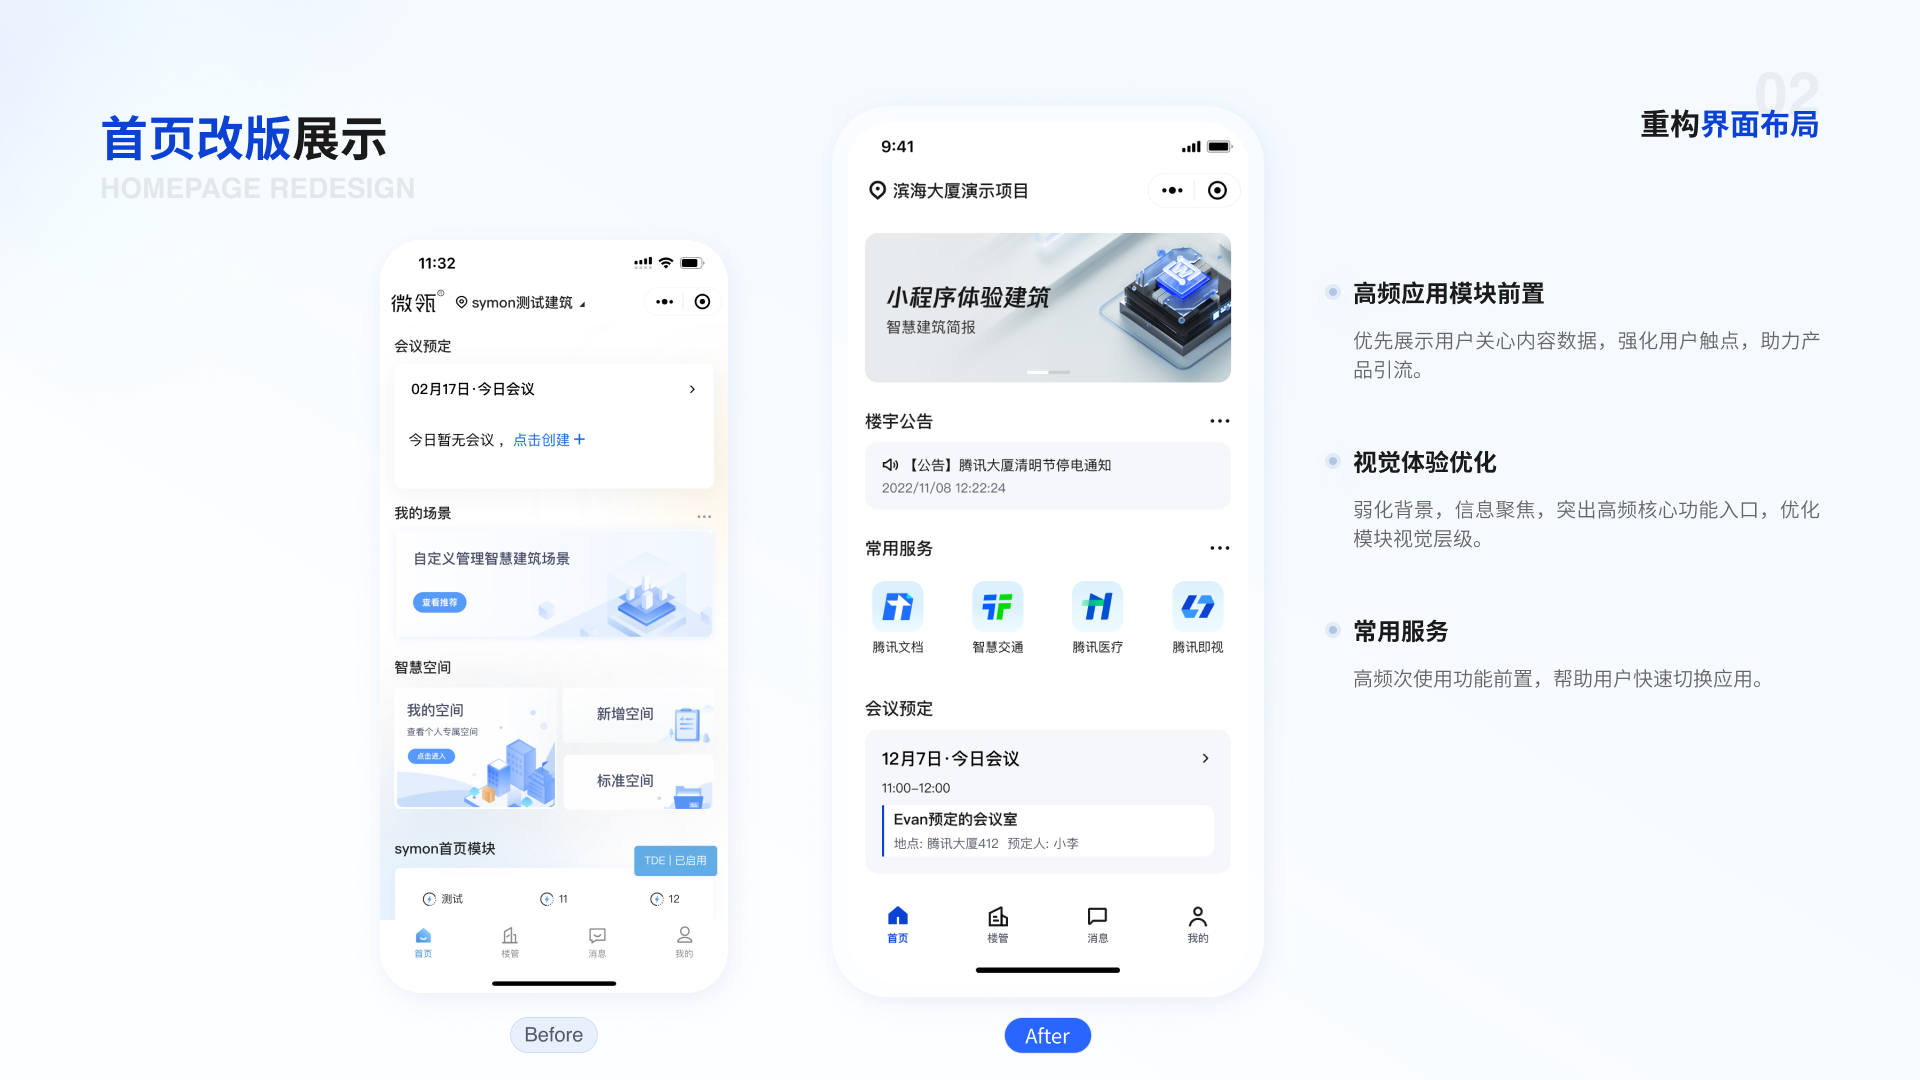 首页改版展示
HOMEPAGE REDESIGN
02
重构界面布局
11:32
微瓴®
symon测试建筑
会议预定
02月17日·今日会议
今日暂无会议，点击创建+
我的场景
自定义管理智慧建筑场景
查看推荐
智慧空间
我的空间
查看个人专属空间
点击进入
新增空间
标准空间
symon首页模块
TDE | 已启用
测试
11
12
首页
楼管
消息
我的
Before
9:41
滨海大厦演示项目
小程序体验建筑
智慧建筑简报
W
楼宇公告
【公告】腾讯大厦清明节停电通知
2022/11/08 12:22:24
常用服务
腾讯文档
智慧交通
腾讯医疗
腾讯即视
会议预定
12月7日·今日会议
11:00–12:00
Evan预定的会议室
地点: 腾讯大厦412 预定人: 小李
首页
楼管
消息
我的
After
高频应用模块前置
优先展示用户关心内容数据，强化用户触点，助力产
品引流。
视觉体验优化
弱化背景，信息聚焦，突出高频核心功能入口，优化
模块视觉层级。
常用服务
高频次使用功能前置，帮助用户快速切换应用。